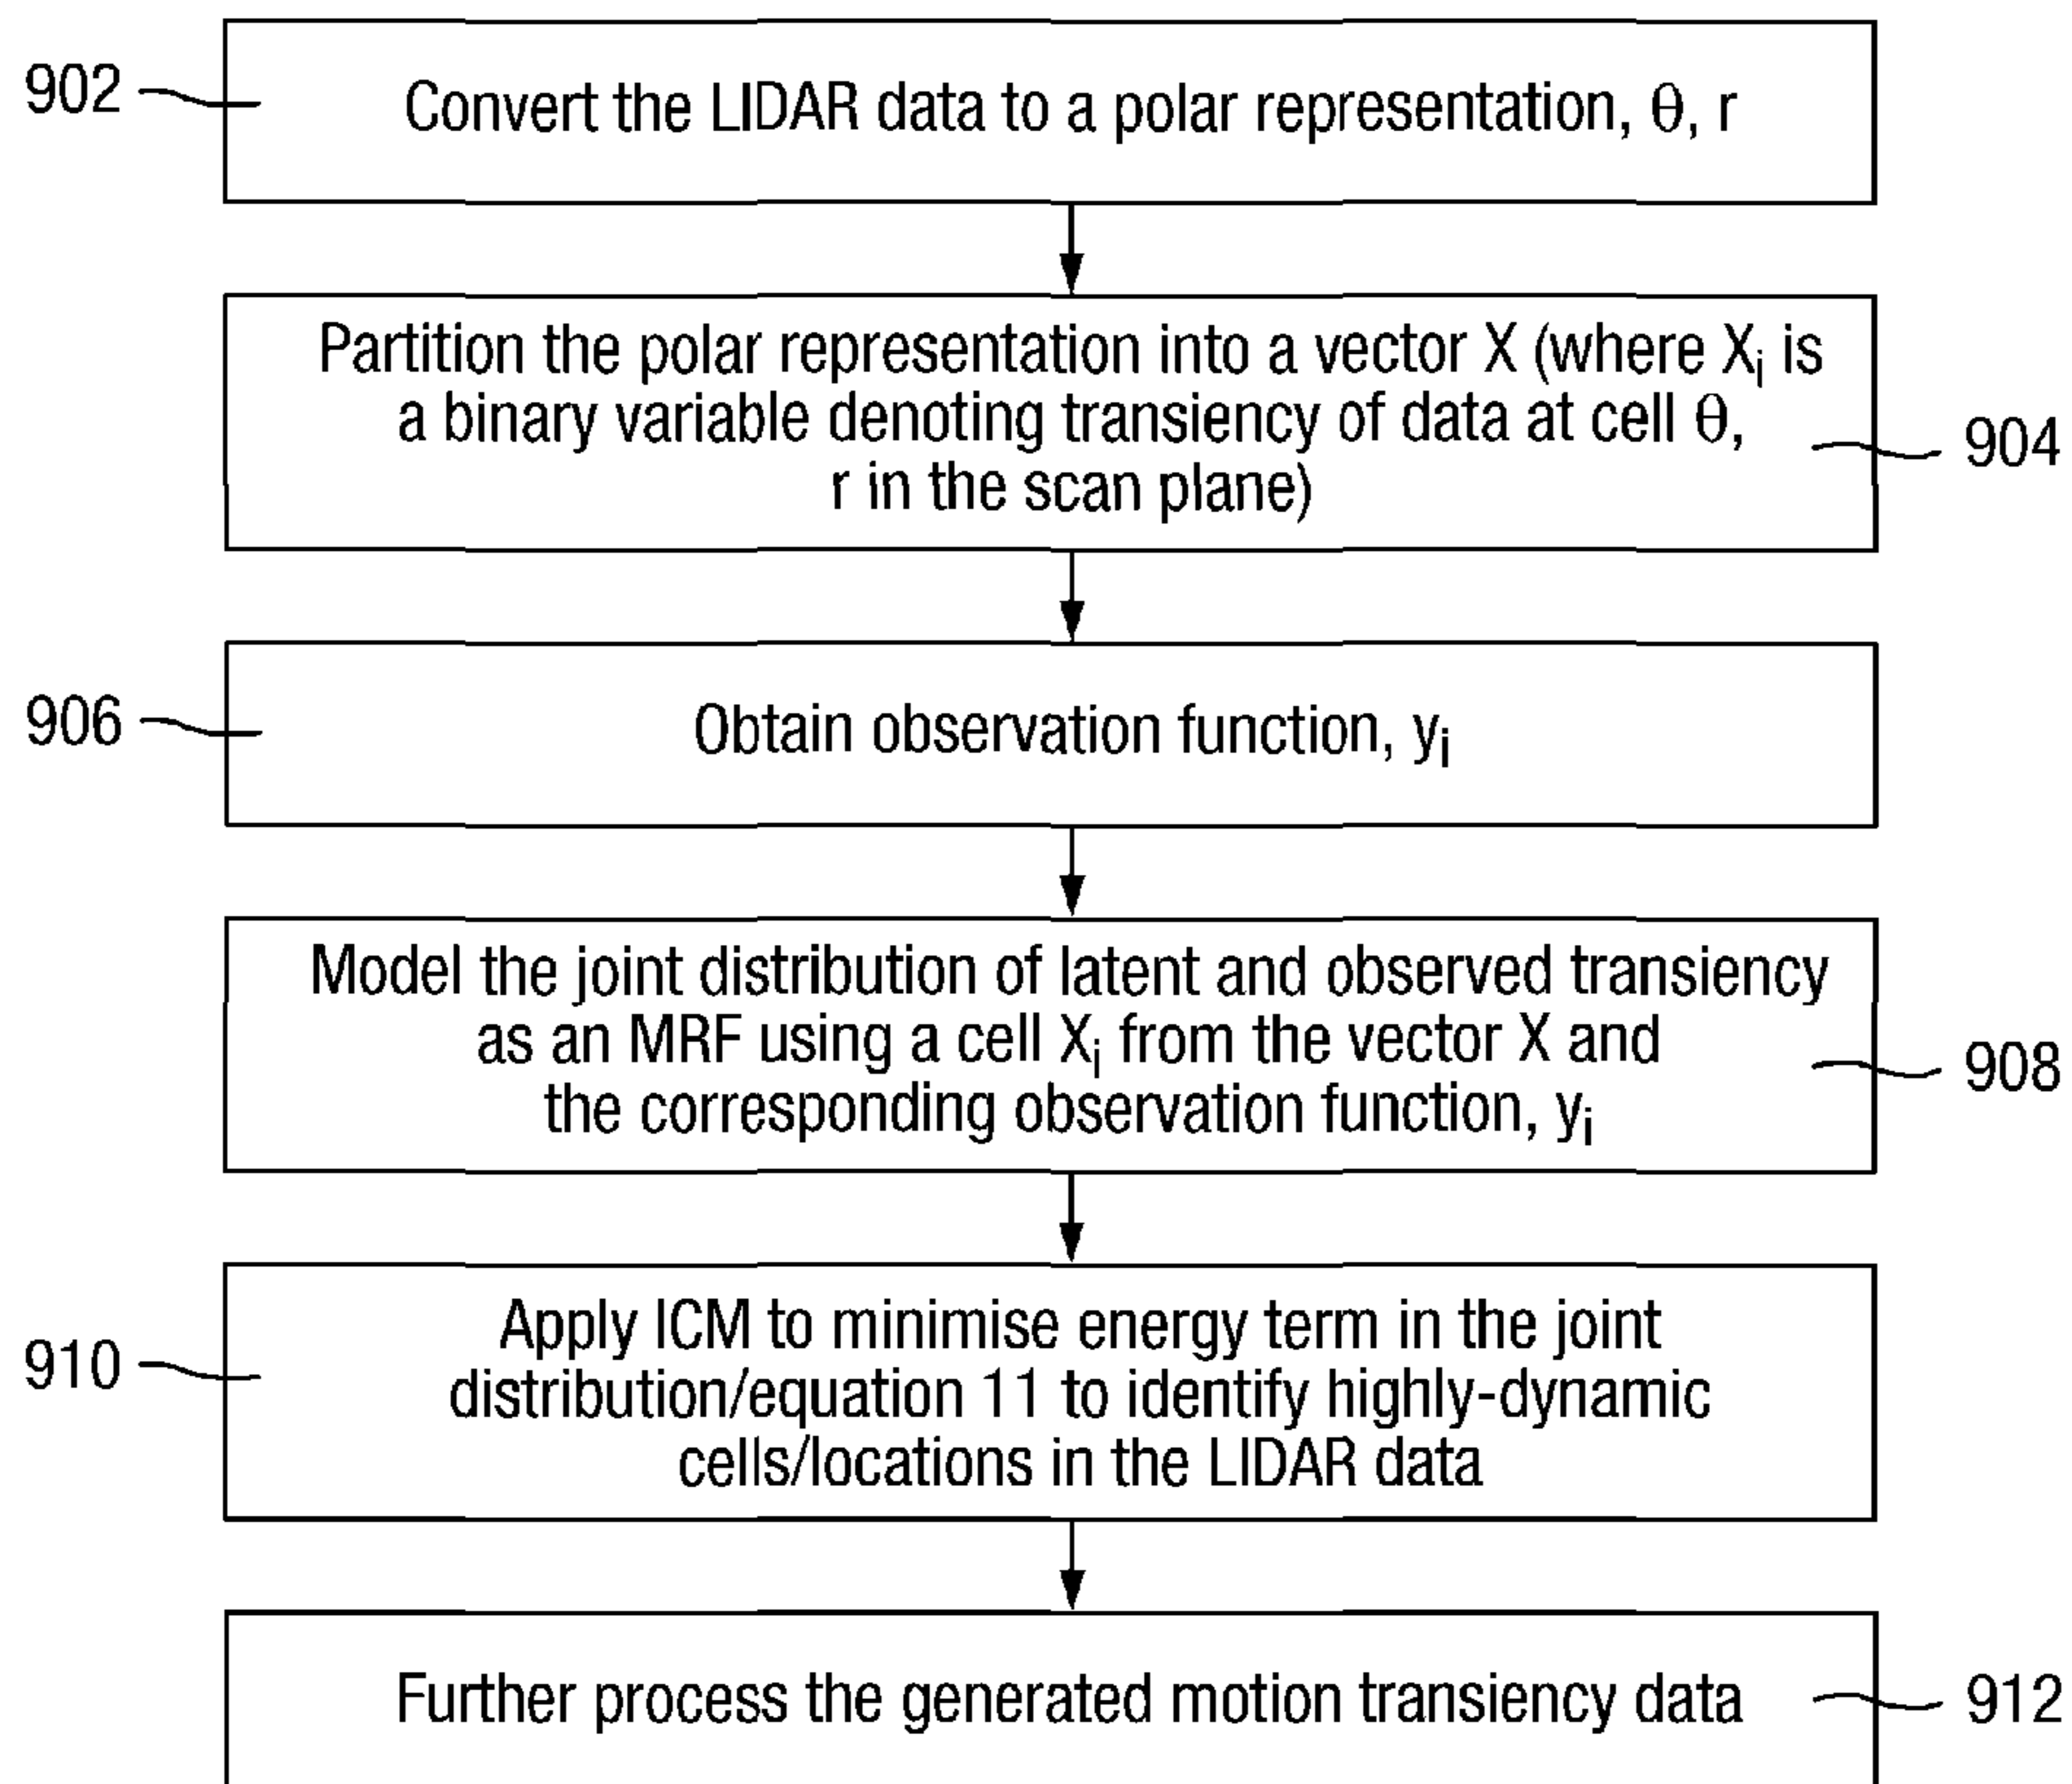 902
Convert the LIDAR data to a polar representation, θ, r
Partition the polar representation into a vector X (where Xi is
a binary variable denoting transiency of data at cell θ,
r in the scan plane)
904
906
Obtain observation function, yi
Model the joint distribution of latent and observed transiency
as an MRF using a cell Xi from the vector X and
the corresponding observation function, yi
908
910
Apply ICM to minimise energy term in the joint
distribution/equation 11 to identify highly-dynamic
cells/locations in the LIDAR data
Further process the generated motion transiency data
912